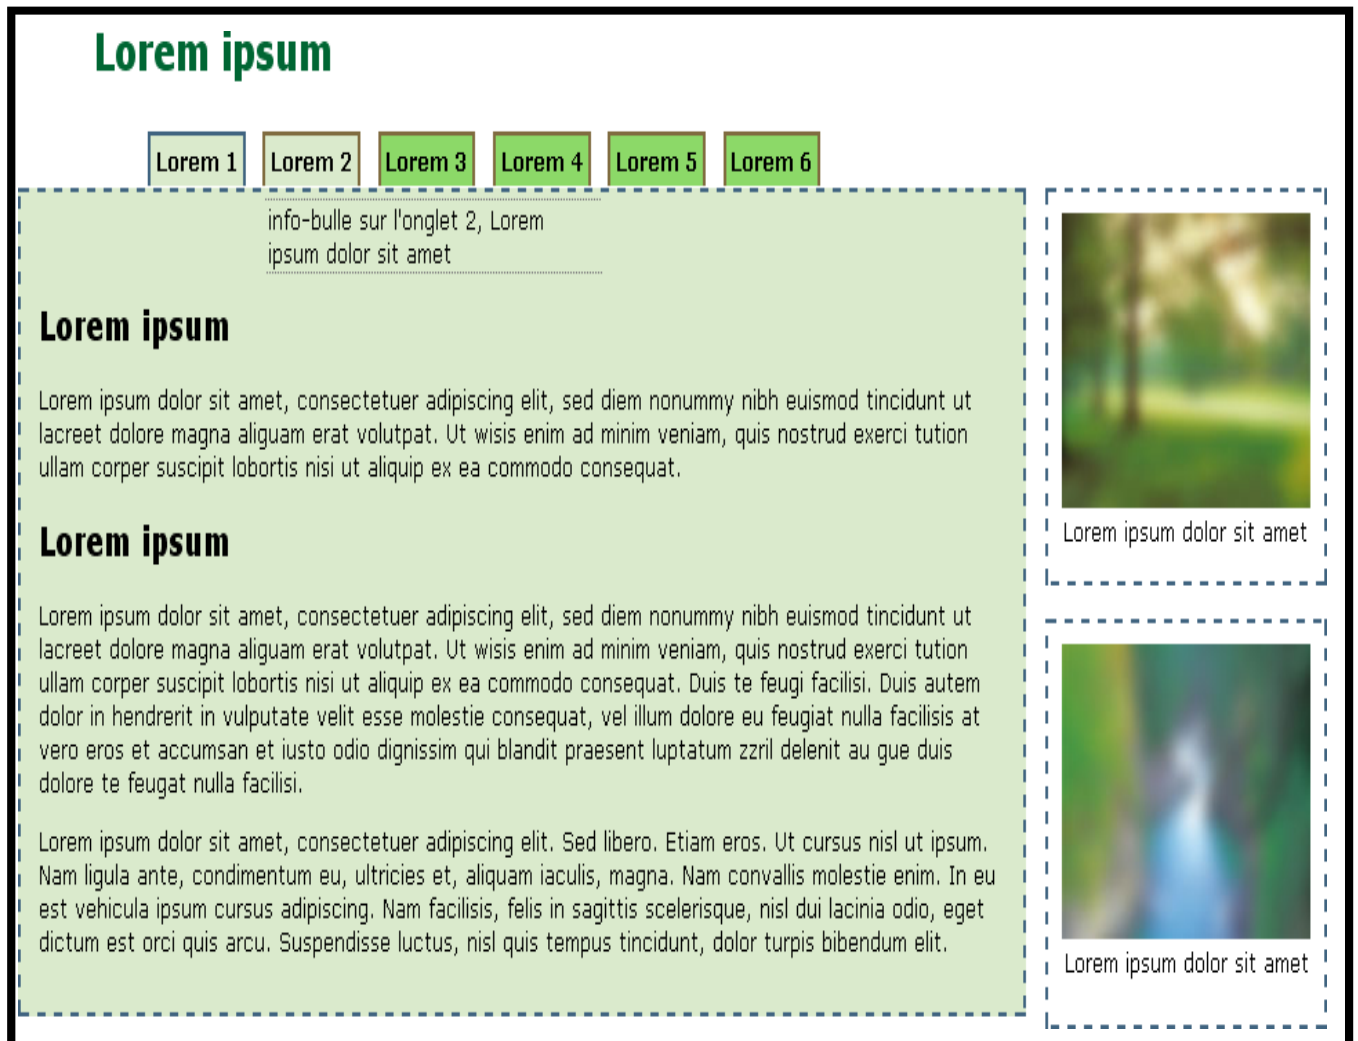 Lorem ipsum
Lorem 1 Lorem 2 Lorem 3 Lorem 4 Lorem 5 Lorem 6
info-bulle sur l'onglet 2, Lorem
ipsum dolor sit amet
Lorem ipsum
Lorem ipsum dolor sit amet, consectetuer adipiscing elit, sed diem nonummy nibh euismod tincidunt ut
lacreet dolore magna aliguam erat volutpat. Ut wisis enim ad minim veniam, quis nostrud exerci tution
ullam corper suscipit lobortis nisi ut aliquip ex ea commodo consequat.
Lorem ipsum
Lorem ipsum dolor sit amet, consectetuer adipiscing elit, sed diem nonummy nibh euismod tincidunt ut
lacreet dolore magna aliguam erat volutpat. Ut wisis enim ad minim veniam, quis nostrud exerci tution
ullam corper suscipit lobortis nisi ut aliquip ex ea commodo consequat. Duis te feugi facilisi. Duis autem
dolor in hendrerit in vulputate velit esse molestie consequat, vel illum dolore eu feugiat nulla facilisis at
vero eros et accumsan et iusto odio dignissim qui blandit praesent luptatum zzril delenit au gue duis
dolore te feugat nulla facilisi.
Lorem ipsum dolor sit amet, consectetuer adipiscing elit. Sed libero. Etiam eros. Ut cursus nisl ut ipsum.
Nam ligula ante, condimentum eu, ultricies et, aliquam iaculis, magna. Nam convallis molestie enim. In eu
est vehicula ipsum cursus adipiscing. Nam facilisis, felis in sagittis scelerisque, nisl dui lacinia odio, eget
dictum est orci quis arcu. Suspendisse luctus, nisl quis tempus tincidunt, dolor turpis bibendum elit.
Lorem ipsum dolor sit amet
Lorem ipsum dolor sit amet